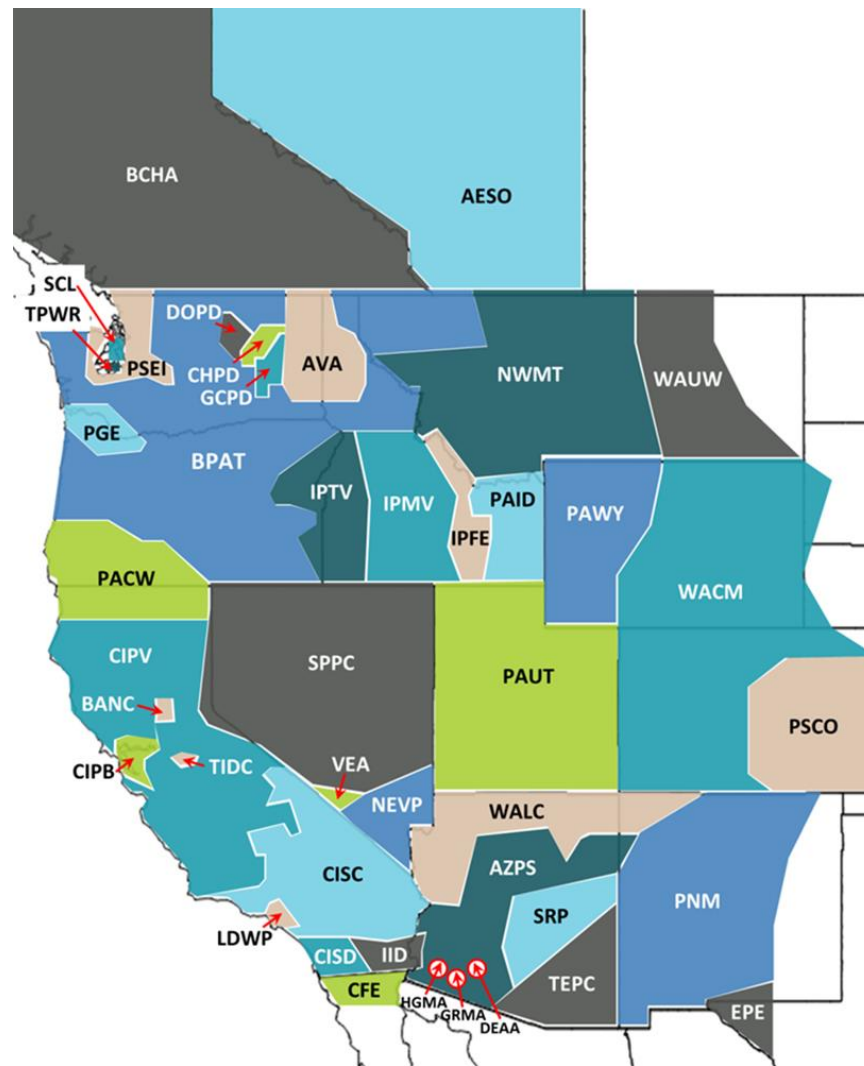 BCHA
AESO
SCL
TPWR
DOPD
PSEI
CHPD
GCPD
AVA
NWMT
WAUW
PGE
BPAT
IPTV
IPMV
IPFE
PAID
PAWY
PACW
WACM
CIPV
SPPC
PAUT
BANC
PSCO
CIPB
TIDC
VEA
NEVP
WALC
CISC
AZPS
SRP
PNM
LDWP
CISD
IID
CFE
HGMA
GRMA
DEAA
TEPC
EPE